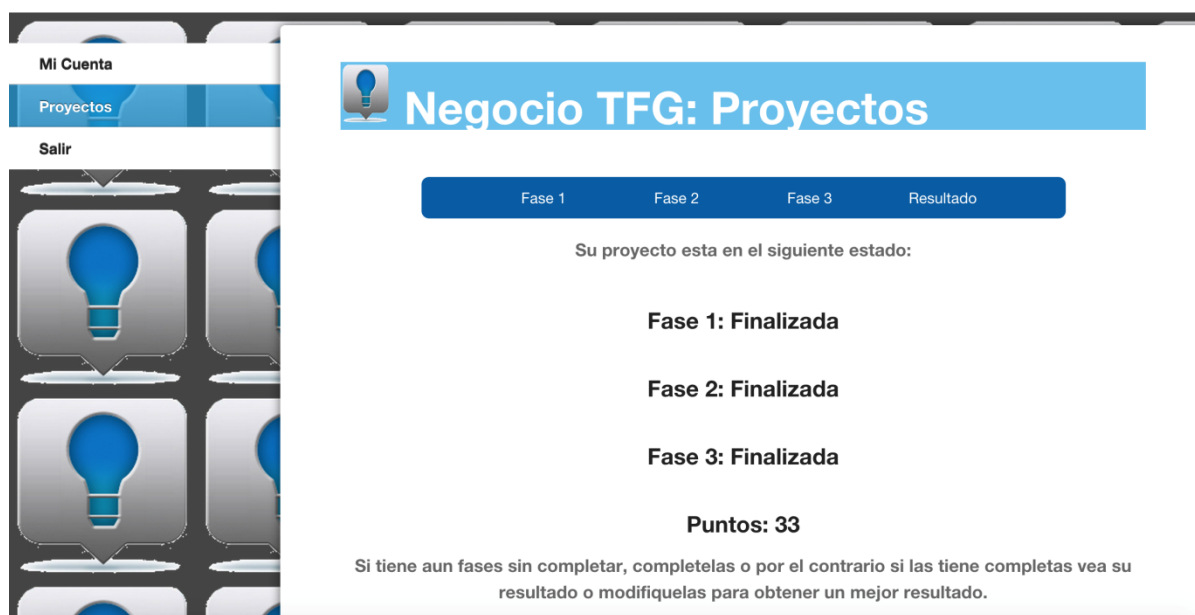 Mi Cuenta
Proyectos
Salir
Negocio TFG: Proyectos
Fase 1 Fase 2 Fase 3 Resultado
Su proyecto esta en el siguiente estado:
Fase 1: Finalizada
Fase 2: Finalizada
Fase 3: Finalizada
Puntos: 33
Si tiene aun fases sin completar, completelas o por el contrario si las tiene completas vea su
resultado o modifiquelas para obtener un mejor resultado.